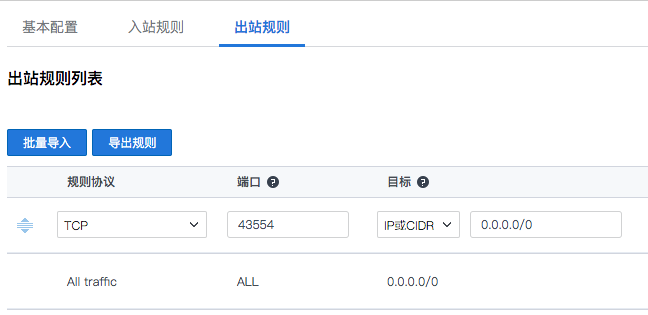 基本配置 入站规则 出站规则
出站规则列表
批量导入 导出规则
规则协议 端口 ? 目标 ?
TCP 43554 IP或CIDR 0.0.0.0/0
All traffic ALL 0.0.0.0/0